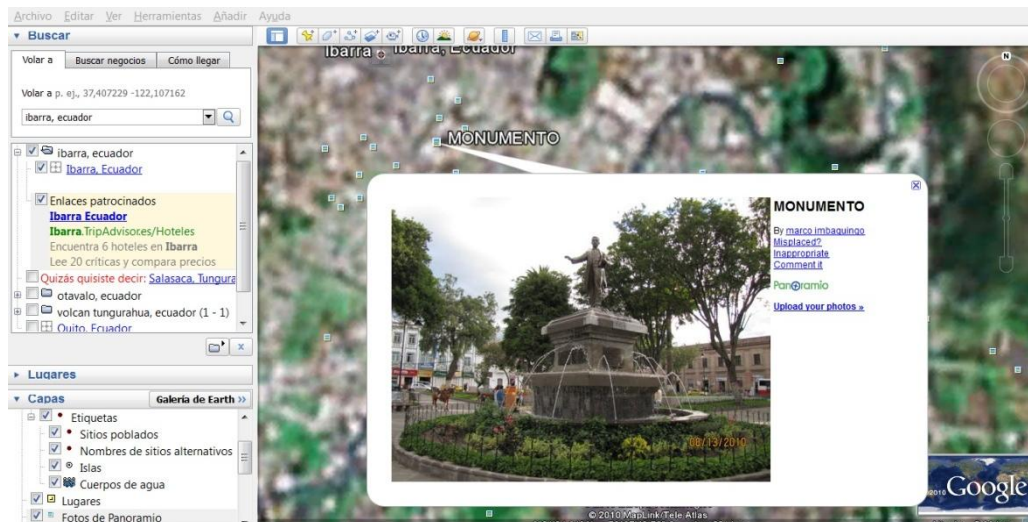 Archivo Editar Ver Herramientas Añadir Ayuda
Buscar
Volar a
Buscar negocios
Cómo llegar
Volar a p. ej., 37,407229 -122,107162
ibarra, ecuador
ibarra, ecuador
Ibarra, Ecuador
Enlaces patrocinados
Ibarra Ecuador
Ibarra.TripAdvisores/Hoteles
Encuentra 6 hoteles en Ibarra
Lee 20 críticas y compara precios
Quizás quisiste decir: Salasaca, Tungura
otavalo, ecuador
volcan tungurahua, ecuador (1 - 1)
Quito, Ecuador
Lugares
Capas
Galería de Earth >>
Etiquetas
Sitios poblados
Nombres de sitios alternativos
Islas
Cuerpos de agua
Lugares
Fotos de Panoramio
Ibarra
Ibarra, Ecuador
N
MONUMENTO
MONUMENTO
By marco imbaquingo
Misplaced?
Inappropriate
Comment it
Panoramio
Upload your photos »
08/13/2010
© 2010 MapLink/Tele Atlas
2010 Google